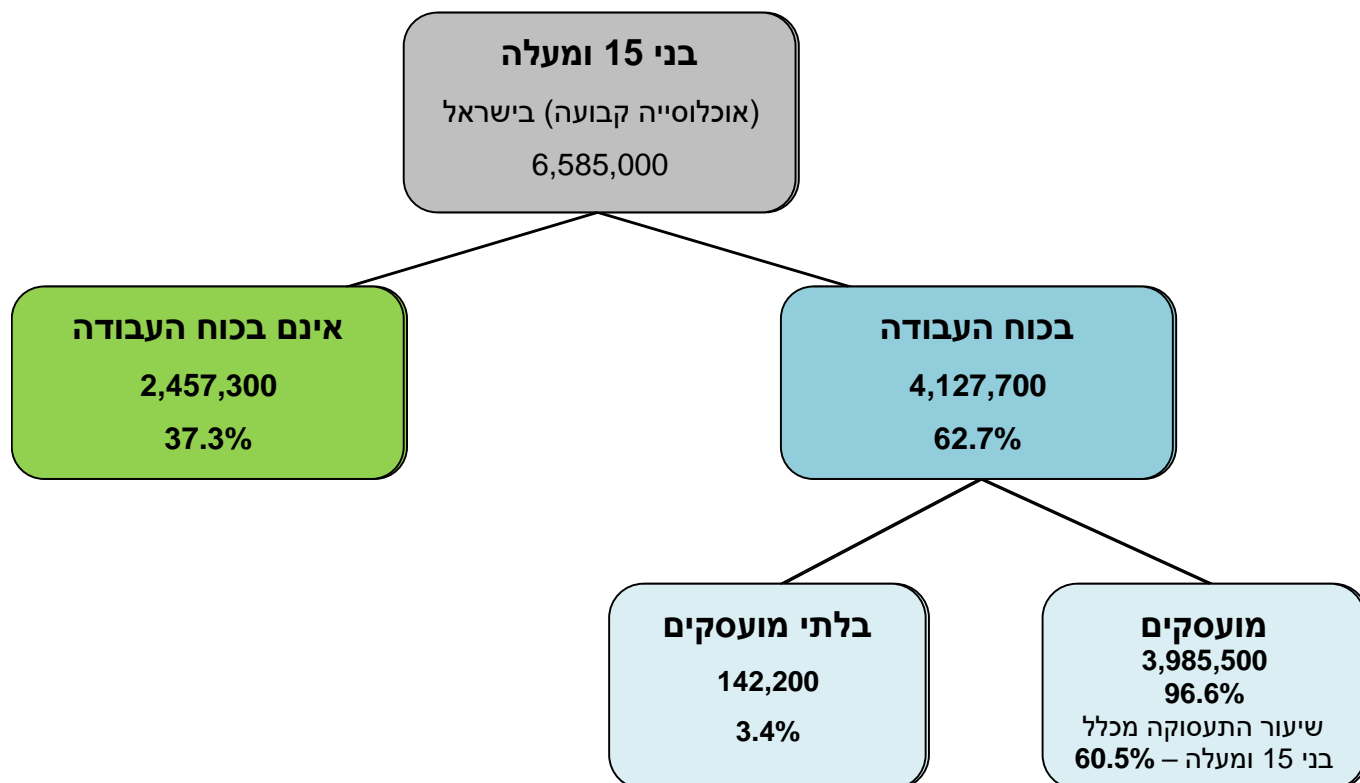 בני 15 ומעלה
(אוכלוסייה קבועה) בישראל
6,585,000
בכוח העבודה
4,127,700
62.7%
אינם בכוח העבודה
2,457,300
37.3%
מועסקים
3,985,500
96.6%
שיעור התעסוקה מכלל
בני 15 ומעלה – 60.5%
בלתי מועסקים
142,200
3.4%